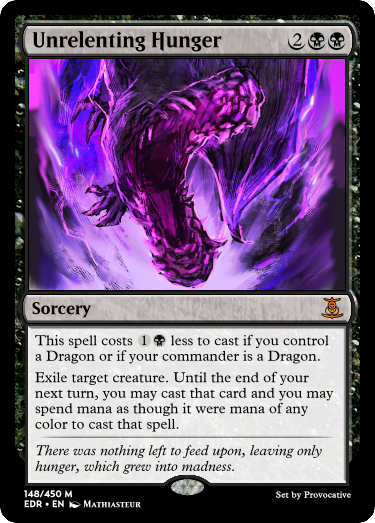 Unrelenting Hunger 2
Sorcery
This spell costs 1 less to cast if you control
a Dragon or if your commander is a Dragon.
Exile target creature. Until the end of your
next turn, you may cast that card and you may
spend mana as though it were mana of any
color to cast that spell.
There was nothing left to feed upon, leaving only
hunger, which grew into madness.
148/450 M
EDR • EN Mathiasteur
Set by Provocative